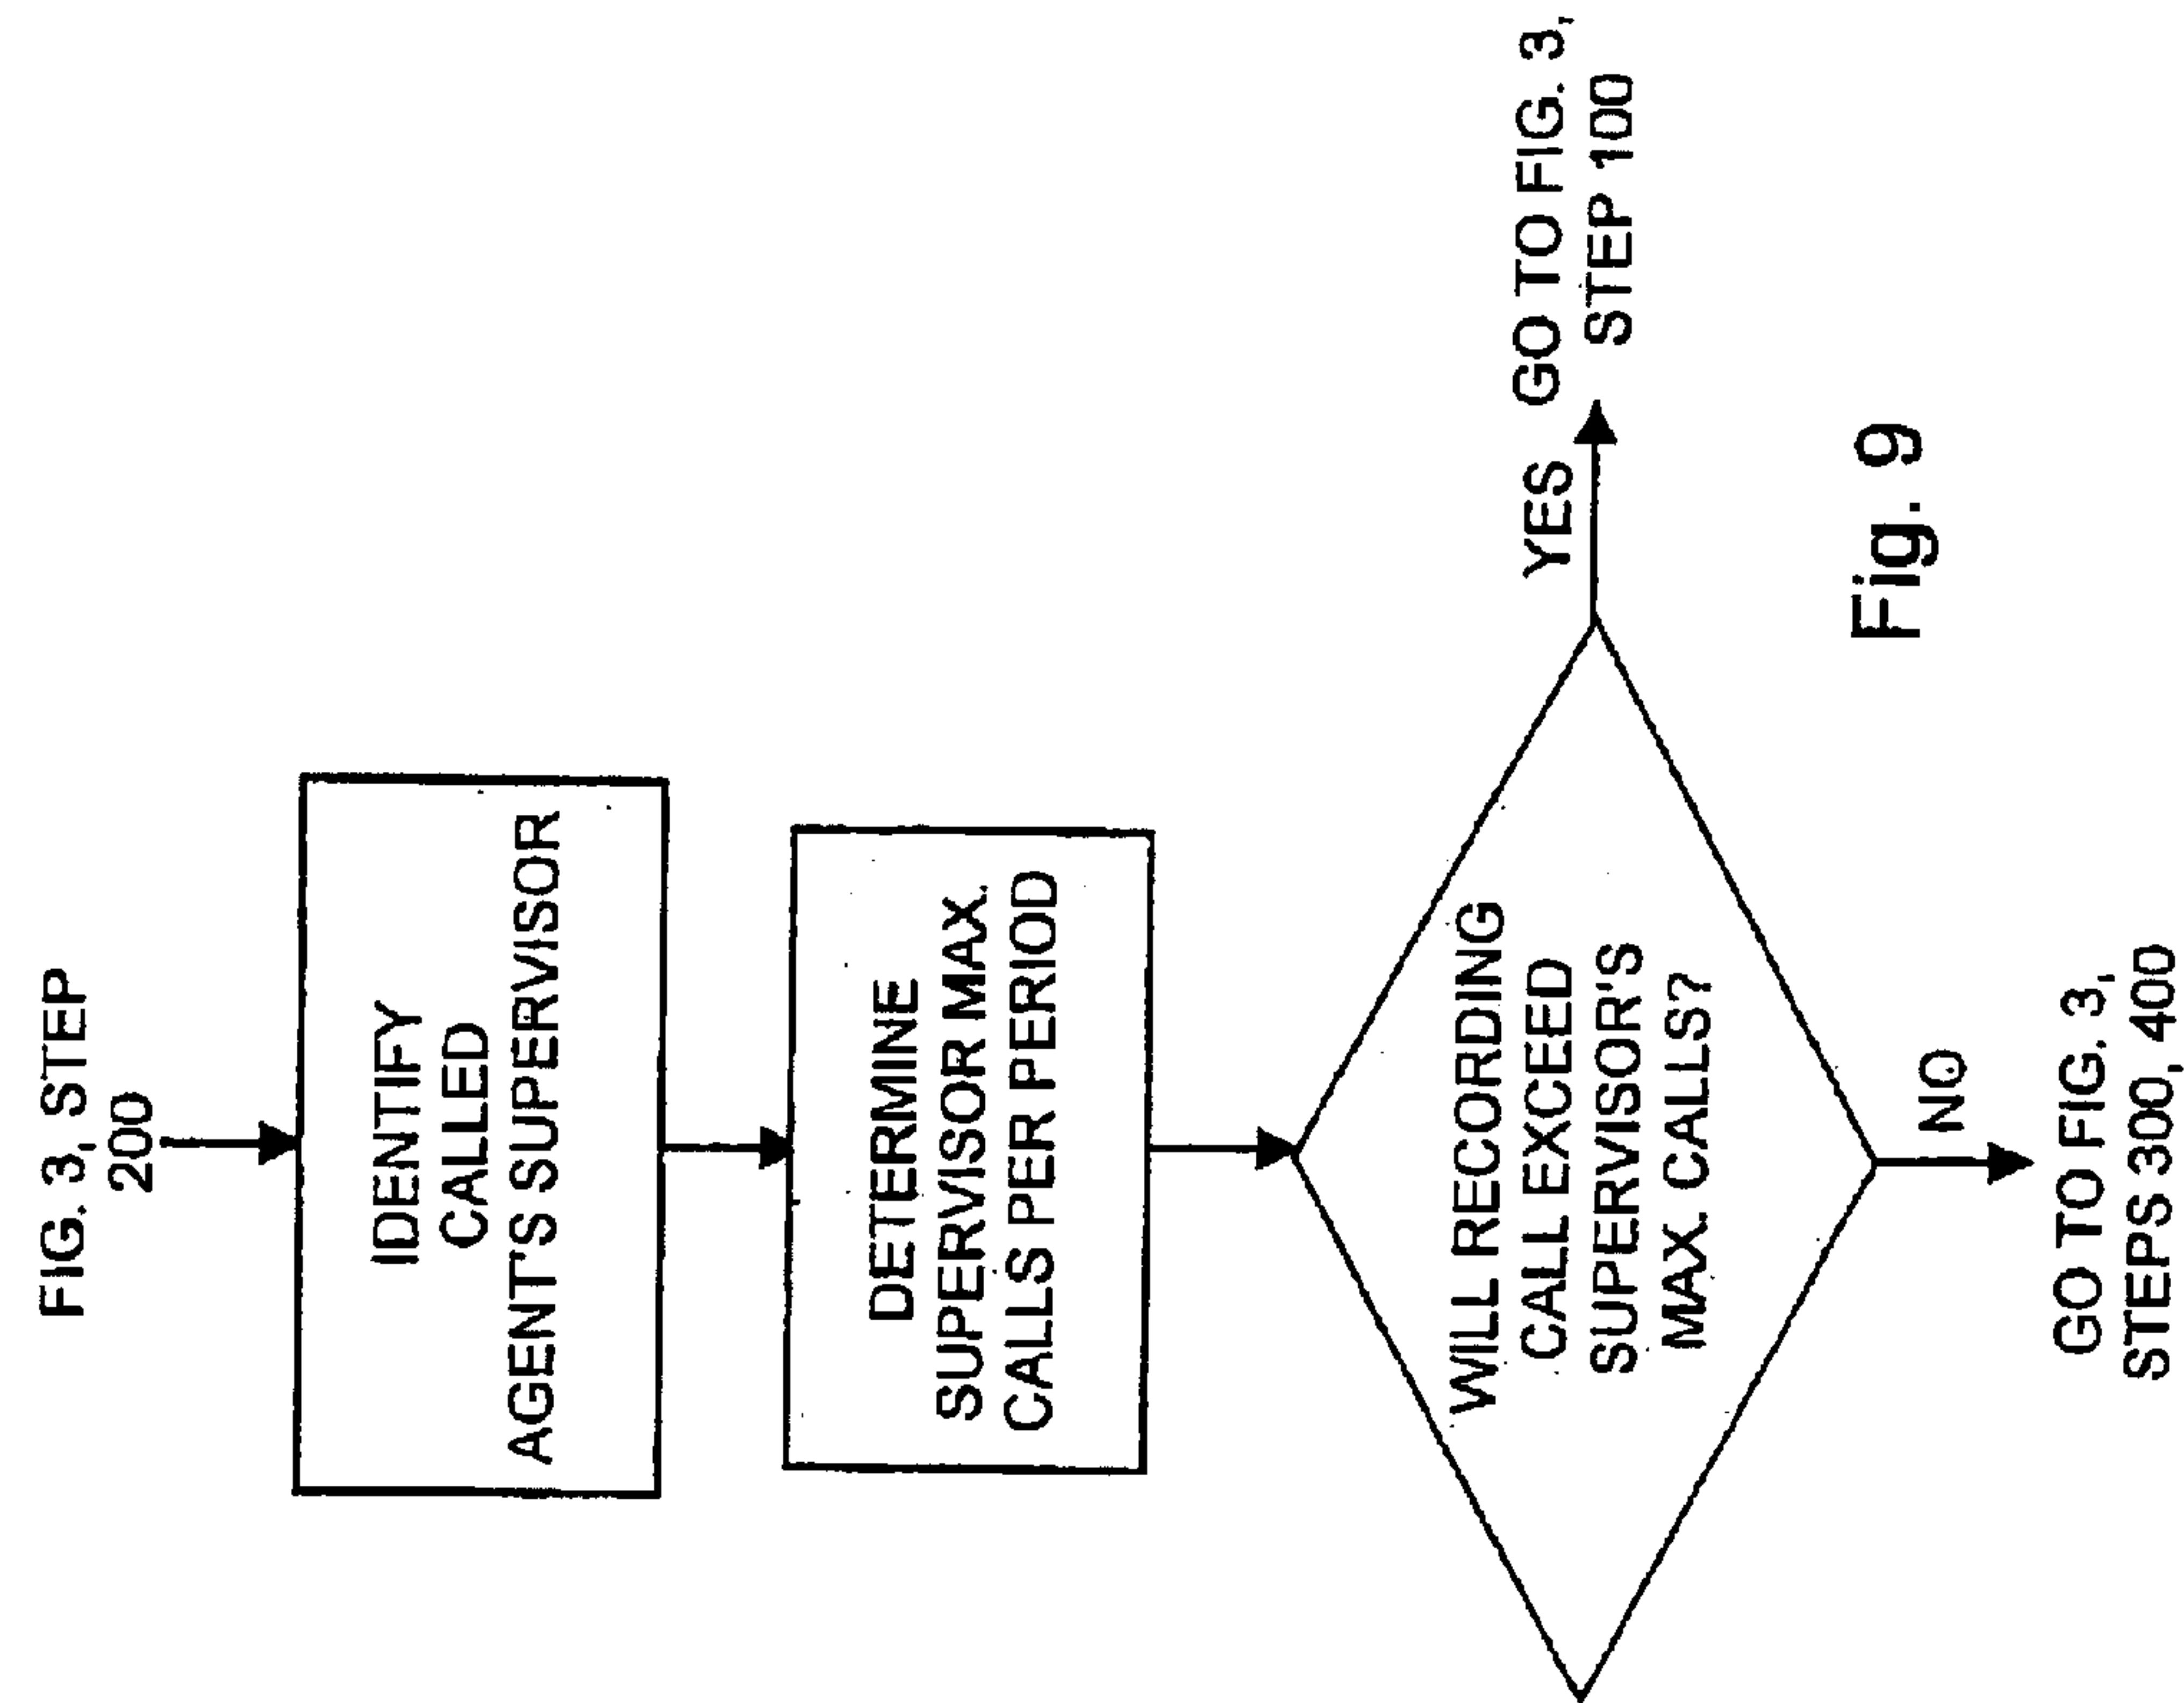 FIG. 3, STEP
200
IDENTIFY
CALLED
AGENT'S SUPERVISOR
DETERMINE
SUPERVISOR MAX.
CALLS PER PERIOD
WILL RECORDING
CALL EXCEED
SUPERVISOR'S
MAX. CALLS?
YES
GO TO FIG. 3,
STEP 100
NO
GO TO FIG. 3,
STEPS 300, 400
Fig. 9